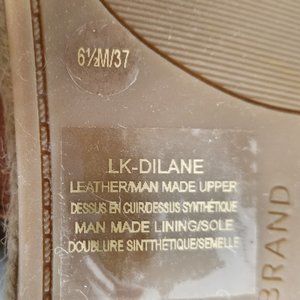 6½M/37
LK-DILANE
LEATHER/MAN MADE UPPER
DESSUS EN CUIR/DESSUS SYNTHÉTIQUE
MAN MADE LINING/SOLE
DOUBLURE SINTTHÉTIQUE/SEMELLE
BRAND